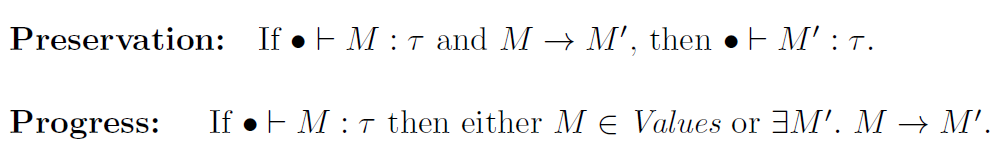 Preservation: If • ⊢ M : τ and M → M′, then • ⊢ M′ : τ.
Progress: If • ⊢ M : τ then either M ∈ Values or ∃M′. M → M′.